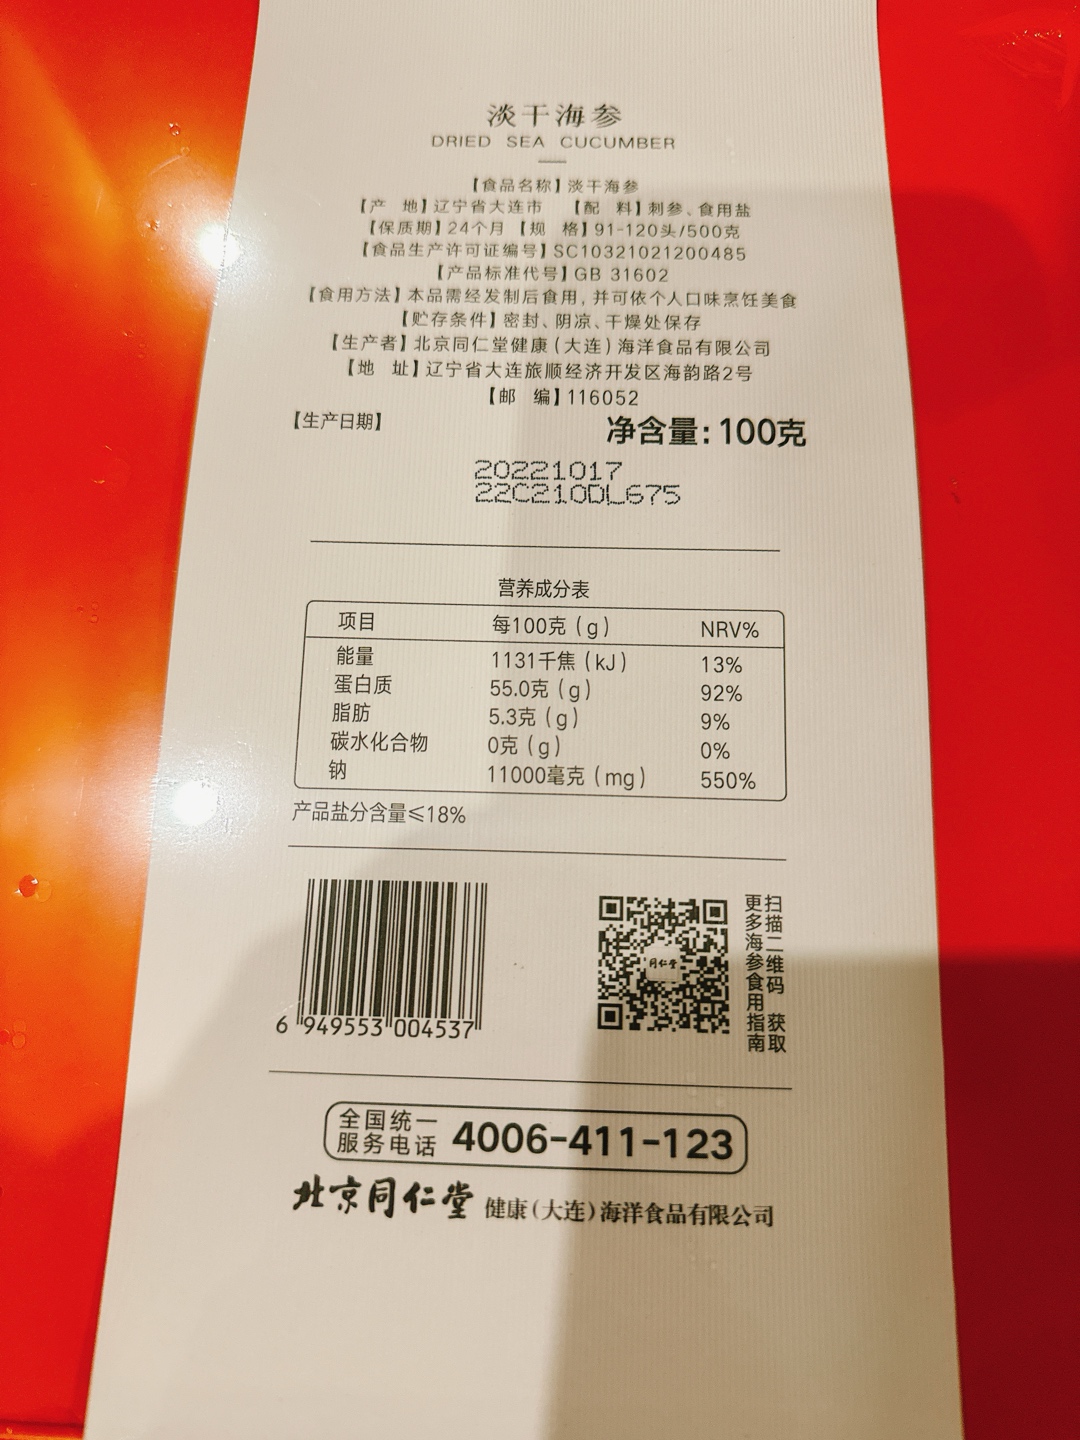 淡干海参
DRIED SEA CUCUMBER
【食品名称】淡干海参
【产 地】辽宁省大连市 【配 料】刺参、食用盐
【保质期】24个月【规 格】91-120头/500克
【食品生产许可证编号】SC10321021200485
【产品标准代号】GB 31602
【食用方法】本品需经发制后食用,并可依个人口味烹饪美食
【贮存条件】密封、阴凉、干燥处保存
【生产者】北京同仁堂健康(大连)海洋食品有限公司
【地 址】辽宁省大连旅顺经济开发区海韵路2号
【邮 编】116052
【生产日期】
净含量:100克
20221017
22C210DL675
营养成分表
项目 每100克(g) NRV%
能量 1131千焦(kJ) 13%
蛋白质 55.0克(g) 92%
脂肪 5.3克(g) 9%
碳水化合物 0克(g) 0%
钠 11000毫克(mg) 550%
产品盐分含量≤18%
6 949553 004537
同仁堂
扫描二维码 获取
更多海参食用指南
全国统一
服务电话 4006-411-123
北京同仁堂 健康(大连)海洋食品有限公司